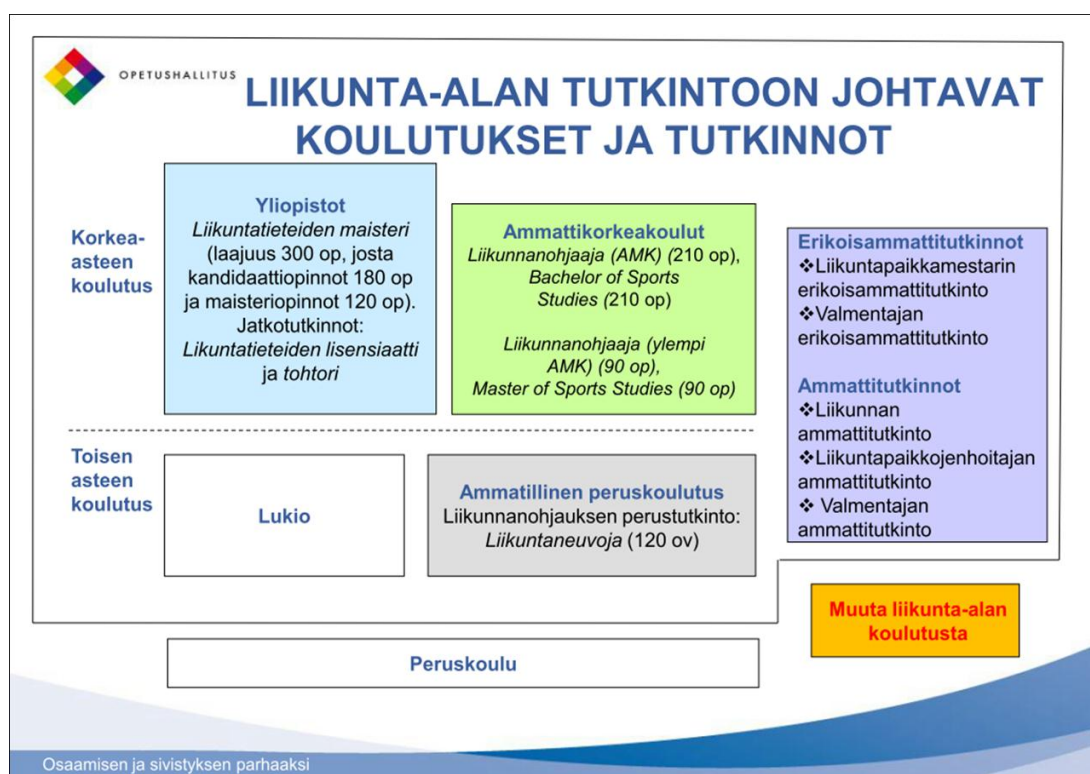 OPETUSHALLITUS
LIIKUNTA-ALAN TUTKINTOON JOHTAVAT
KOULUTUKSET JA TUTKINNOT
Korkea-
asteen
koulutus
Yliopistot
Liikuntatieteiden maisteri
(laajuus 300 op, josta
kandidaattiopinnot 180 op
ja maisteriopinnot 120 op).
Jatkotutkinnot:
Likuntatieteiden lisensiaatti
ja tohtori
Ammattikorkeakoulut
Liikunnanohjaaja (AMK) (210 op),
Bachelor of Sports
Studies (210 op)
Liikunnanohjaaja (ylempi
AMK) (90 op),
Master of Sports Studies (90 op)
Erikoisammattitutkinnot
❖Liikuntapaikkamestarin
erikoisammattitutkinto
❖Valmentajan
erikoisammattitutkinto
Ammattitutkinnot
❖Liikunnan
ammattitutkinto
❖Liikuntapaikkojenhoitajan
ammattitutkinto
❖ Valmentajan
ammattitutkinto
Toisen
asteen
koulutus
Lukio
Ammatillinen peruskoulutus
Liikunnanohjauksen perustutkinto:
Liikuntaneuvoja (120 ov)
Muuta liikunta-alan
koulutusta
Peruskoulu
Osaamisen ja sivistyksen parhaaksi